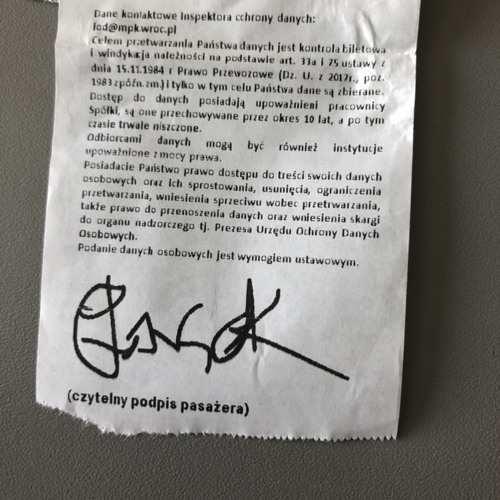 Dane kontaktowe Inspektora ochrony danych:
iod@mpk.wroc.pl
Celem przetwarzania Państwa danych jest kontrola biletowa
i windykacja należności na podstawie art. 33a i 75 ustawy z
dnia 15.11.1984 r Prawo Przewozowe (Dz. U. z 2017r., poz.
1983 z późn. zm.) i tylko w tym celu Państwa dane są zbierane.
Dostęp do danych posiadają upoważnieni pracownicy
Spółki, są one przechowywane przez okres 10 lat, a po tym
czasie trwale niszczone.
Odbiorcami danych mogą być również instytucje
upoważnione z mocy prawa.
Posiadacie Państwo prawo dostępu do treści swoich danych
osobowych oraz ich sprostowania, usunięcia, ograniczenia
przetwarzania, wniesienia sprzeciwu wobec przetrwarzania,
także prawo do przenoszenia danych oraz wniesienia skargi
do organu nadzorczego tj. Prezesa Urzędu Ochrony Danych
Osobowych.
Podanie danych osobowych jest wymogiem ustawowym.
(czytelny podpis pasażera)